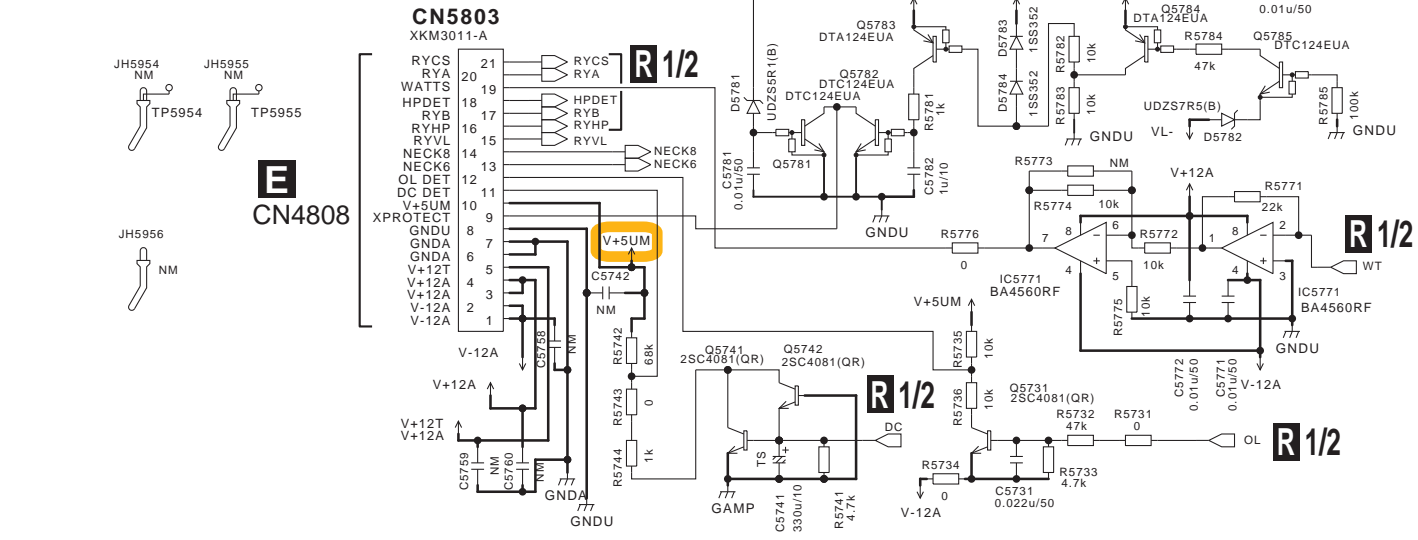 CN5803
XKM3011-A
RYCS
RYA
WATTS
HPDET
RYB
RYHP
RYVL
NECK8
NECK6
OL DET
DC DET
V+5UM
XPROTECT
GNDU
GNDA
GNDA
V+12T
V+12A
V+12A
V-12A
V-12A
21
20
19
18
17
16
15
14
13
12
11
10
9
8
7
6
5
4
3
2
1
RYCS
RYA
R 1/2
HPDET
RYB
RYHP
RYVL
NECK8
NECK6
JH5954
NM
TP5954
JH5955
NM
TP5955
E
CN4808
JH5956
NM
V+5UM
C5742
NM
R5742
68k
R5743
0
R5744
1k
C5758
NM
V-12A
V+12A
V+12T
V+12A
C5759
NM
C5760
NM
GNDA
GNDU
D5781
UDZS5R1(B)
Q5782
DTC124EUA
DTC124EUA
Q5781
C5781
0.01u/50
Q5783
DTA124EUA
R5781
1k
C5782
1u/10
GNDU
D5783
1SS352
D5784
1SS352
R5782
10k
R5783
10k
GNDU
Q5784
DTA124EUA
R5784
47k
0.01u/50
Q5785
DTC124EUA
UDZS7R5(B)
VL-
D5782
R5785
100k
GNDU
R5773
NM
R5774
10k
V+12A
R5771
22k
R 1/2
WT
R5776
0
7
8
6
4
5
IC5771
BA4560RF
R5772
10k
R5775
10k
1
8
2
4
3
IC5771
BA4560RF
GNDU
C5772
0.01u/50
C5771
0.01u/50
V-12A
V+5UM
R5735
10k
R5736
10k
Q5741
2SC4081(QR)
Q5742
2SC4081(QR)
R 1/2
DC
TS
+
C5741
330u/10
R5741
4.7k
GAMP
Q5731
2SC4081(QR)
R5732
47k
R5731
0
OL
R 1/2
R5733
4.7k
C5731
0.022u/50
R5734
0
V-12A